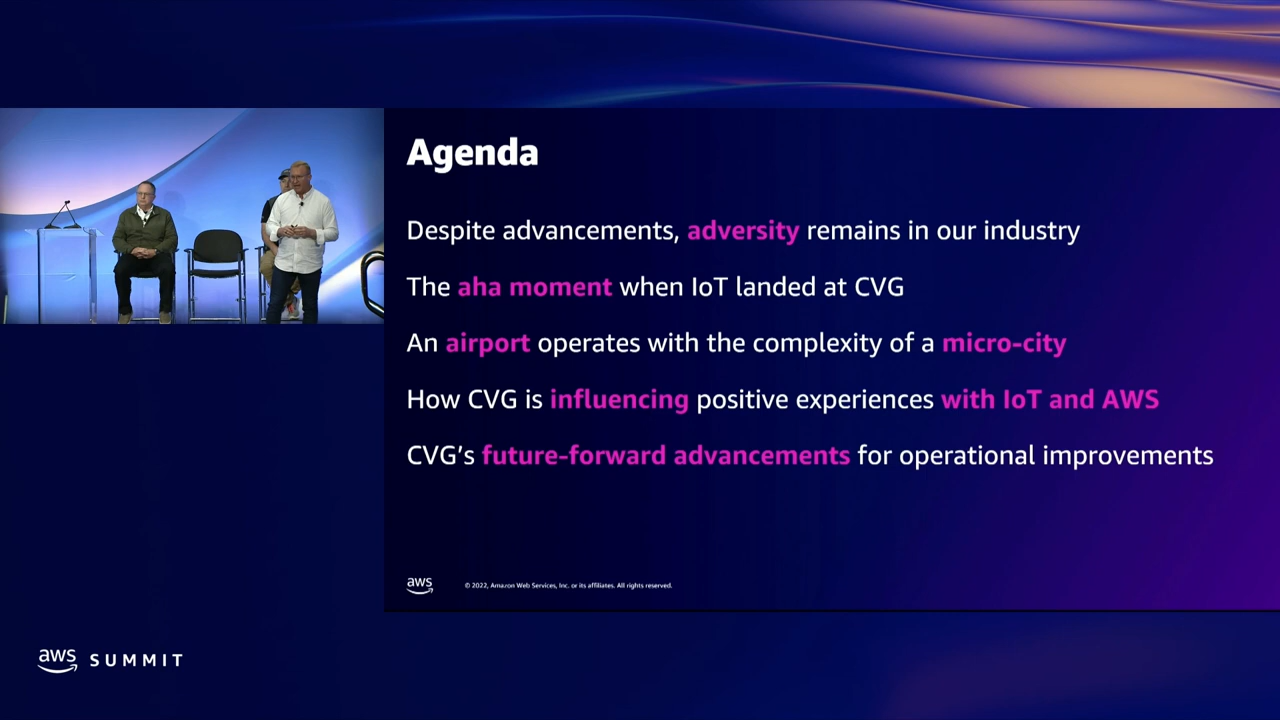 Agenda
Despite advancements, adversity remains in our industry
The aha moment when IoT landed at CVG
An airport operates with the complexity of a micro-city
How CVG is influencing positive experiences with IoT and AWS
CVG’s future-forward advancements for operational improvements
aws
© 2022, Amazon Web Services, Inc. or its affiliates. All rights reserved.
aws SUMMIT